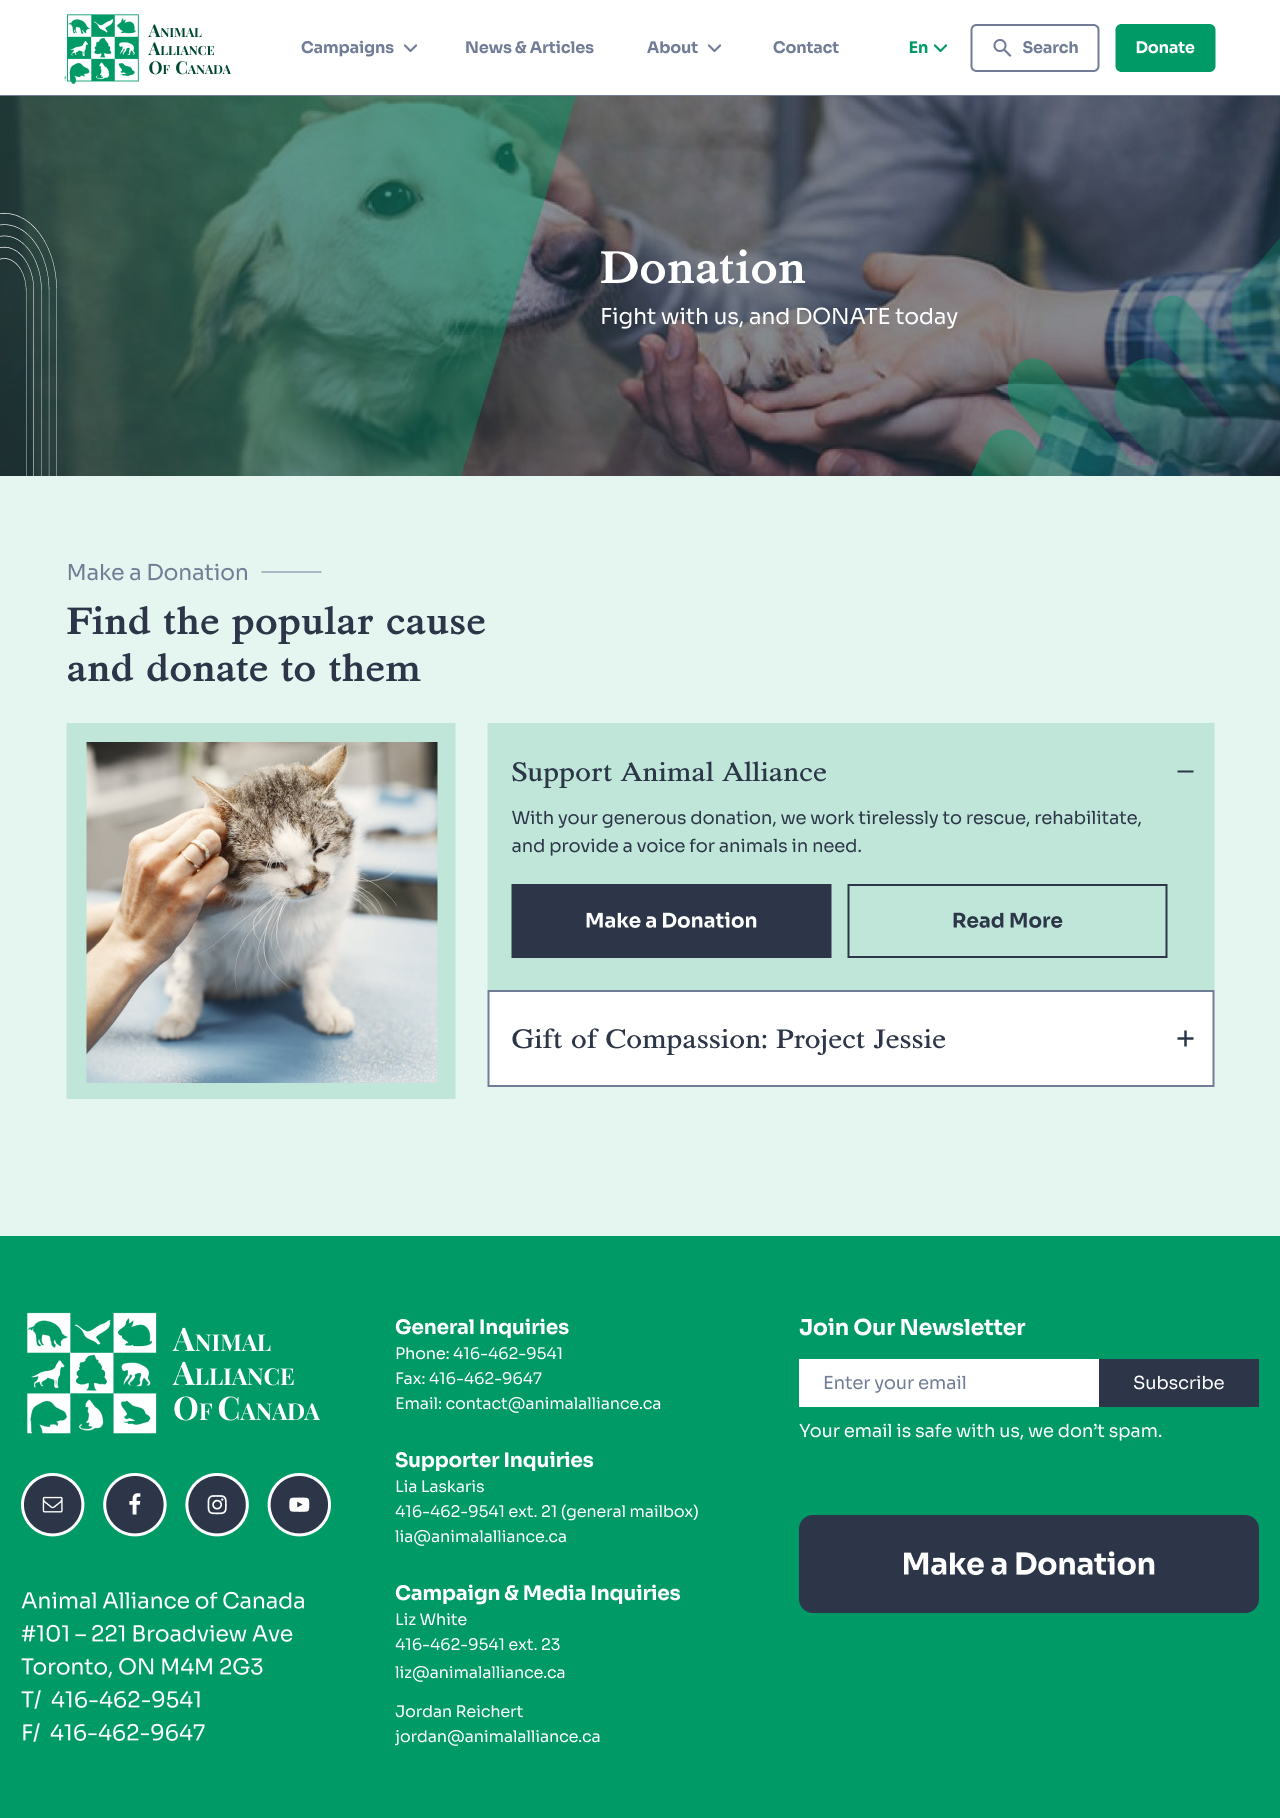 ANIMAL
ALLIANCE
OF CANADA
Campaigns
News & Articles
About
Contact
En
Search
Donate
Donation
Fight with us, and DONATE today
Make a Donation
Find the popular cause
and donate to them
Support Animal Alliance
With your generous donation, we work tirelessly to rescue, rehabilitate,
and provide a voice for animals in need.
Make a Donation
Read More
Gift of Compassion: Project Jessie
ANIMAL
ALLIANCE
OF CANADA
Animal Alliance of Canada
#101 – 221 Broadview Ave
Toronto, ON M4M 2G3
T/ 416-462-9541
F/ 416-462-9647
General Inquiries
Phone: 416-462-9541
Fax: 416-462-9647
Email: contact@animalalliance.ca
Supporter Inquiries
Lia Laskaris
416-462-9541 ext. 21 (general mailbox)
lia@animalalliance.ca
Campaign & Media Inquiries
Liz White
416-462-9541 ext. 23
liz@animalalliance.ca
Jordan Reichert
jordan@animalalliance.ca
Join Our Newsletter
Enter your email
Subscribe
Your email is safe with us, we don’t spam.
Make a Donation